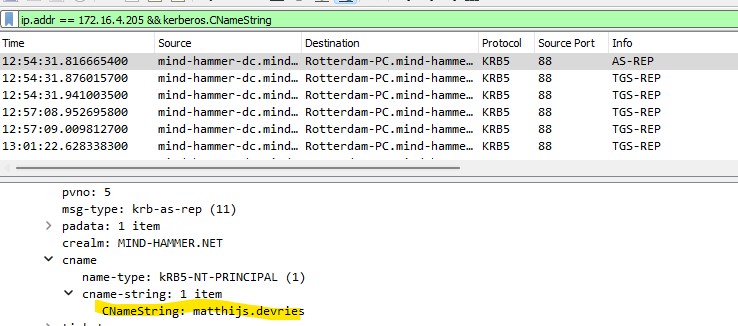 ip.addr == 172.16.4.205 && kerberos.CNameString
Time Source Destination Protocol Source Port Info
12:54:31.816665400 mind-hammer-dc.mind… Rotterdam-PC.mind-hamme… KRB5 88 AS-REP
12:54:31.876015700 mind-hammer-dc.mind… Rotterdam-PC.mind-hamme… KRB5 88 TGS-REP
12:54:31.941003500 mind-hammer-dc.mind… Rotterdam-PC.mind-hamme… KRB5 88 TGS-REP
12:57:08.952695800 mind-hammer-dc.mind… Rotterdam-PC.mind-hamme… KRB5 88 TGS-REP
12:57:09.009812700 mind-hammer-dc.mind… Rotterdam-PC.mind-hamme… KRB5 88 TGS-REP
13:01:22.628338300 mind-hammer-dc.mind… Rotterdam-PC.mind-hamme… KRB5 88 TGS-REP
pvno: 5
msg-type: krb-as-rep (11)
padata: 1 item
crealm: MIND-HAMMER.NET
cname
name-type: kRB5-NT-PRINCIPAL (1)
cname-string: 1 item
CNameString: matthijs.devries